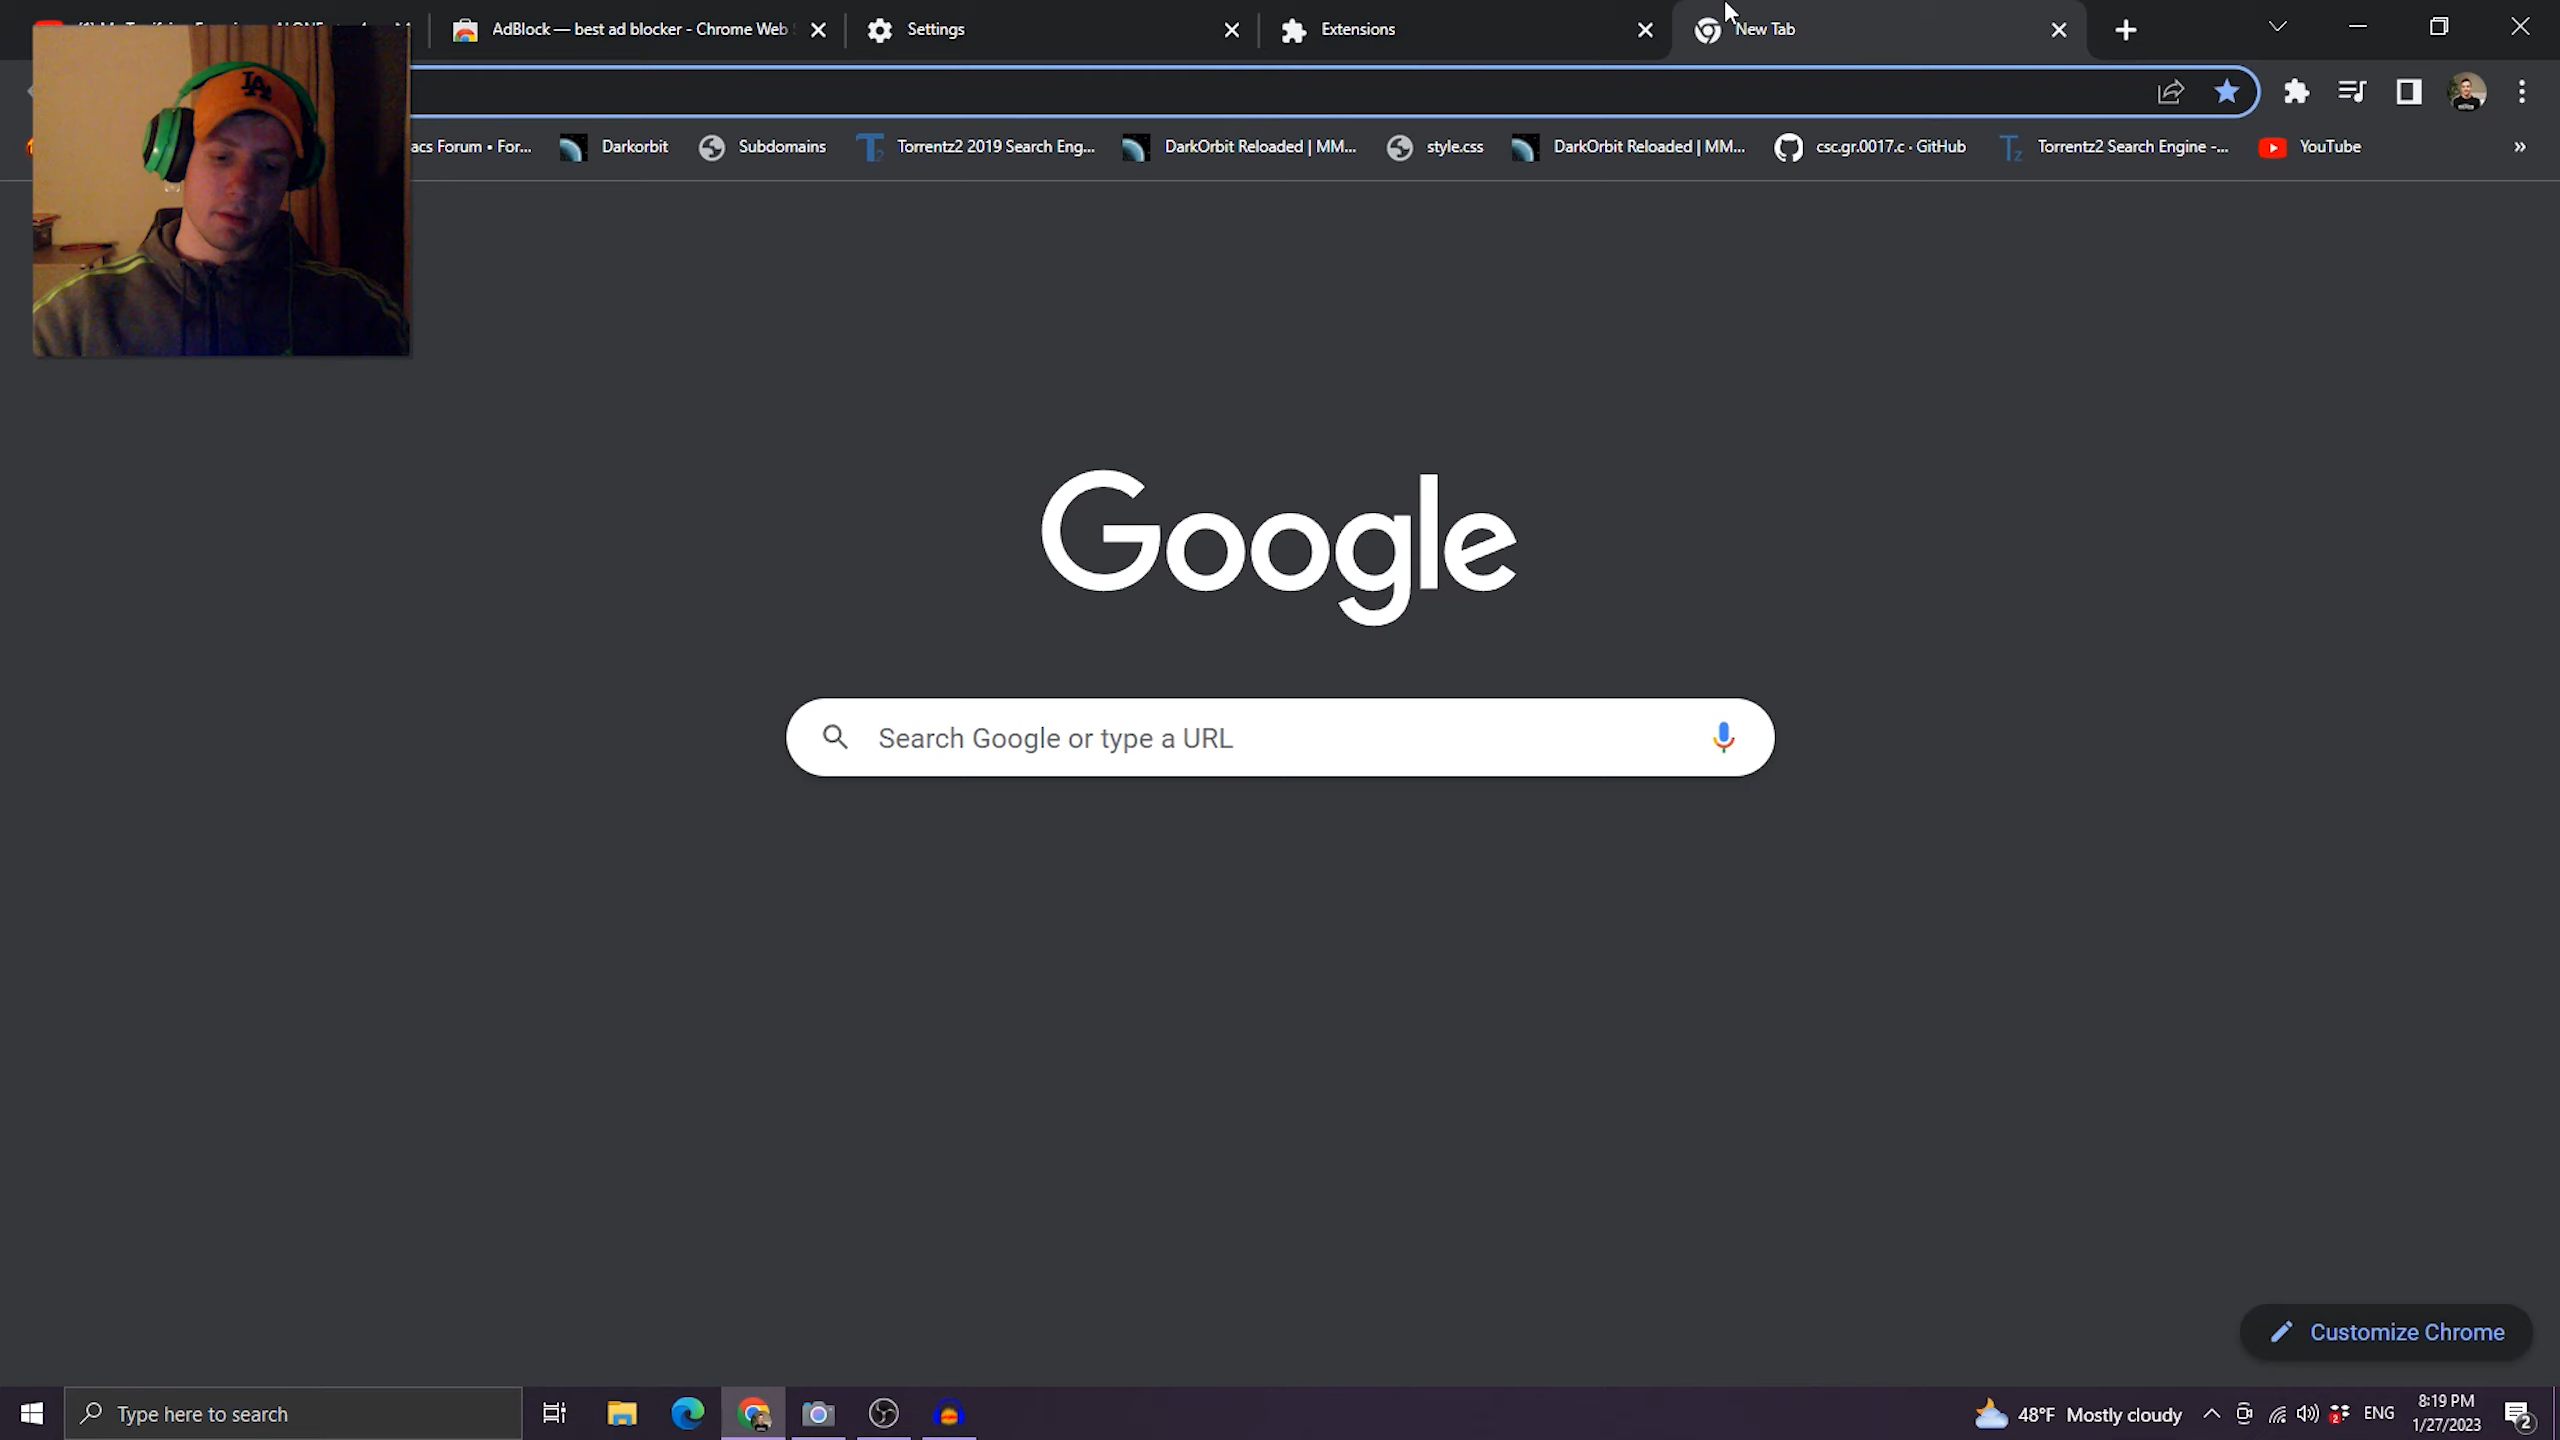 AdBlock — best ad blocker - Chrome Web
Settings
Extensions
New Tab
acs Forum • For...
Darkorbit
Subdomains
Torrentz2 2019 Search Eng...
DarkOrbit Reloaded | MM...
style.css
DarkOrbit Reloaded | MM...
csc.gr.0017.c · GitHub
Torrentz2 Search Engine -...
YouTube
»
LA
Google
Search Google or type a URL
Customize Chrome
Type here to search
48°F Mostly cloudy
ENG
8:19 PM
1/27/2023
2